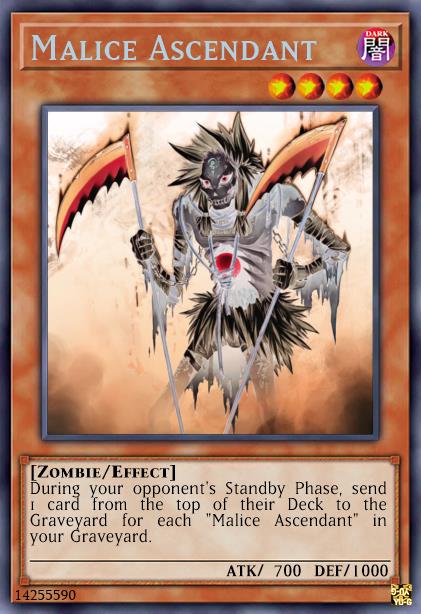 MALICE ASCENDANT
DARK
闇
[ZOMBIE/EFFECT]
During your opponent's Standby Phase, send
1 card from the top of their Deck to the
Graveyard for each "Malice Ascendant" in
your Graveyard.
ATK/ 700 DEF/1000
14255590